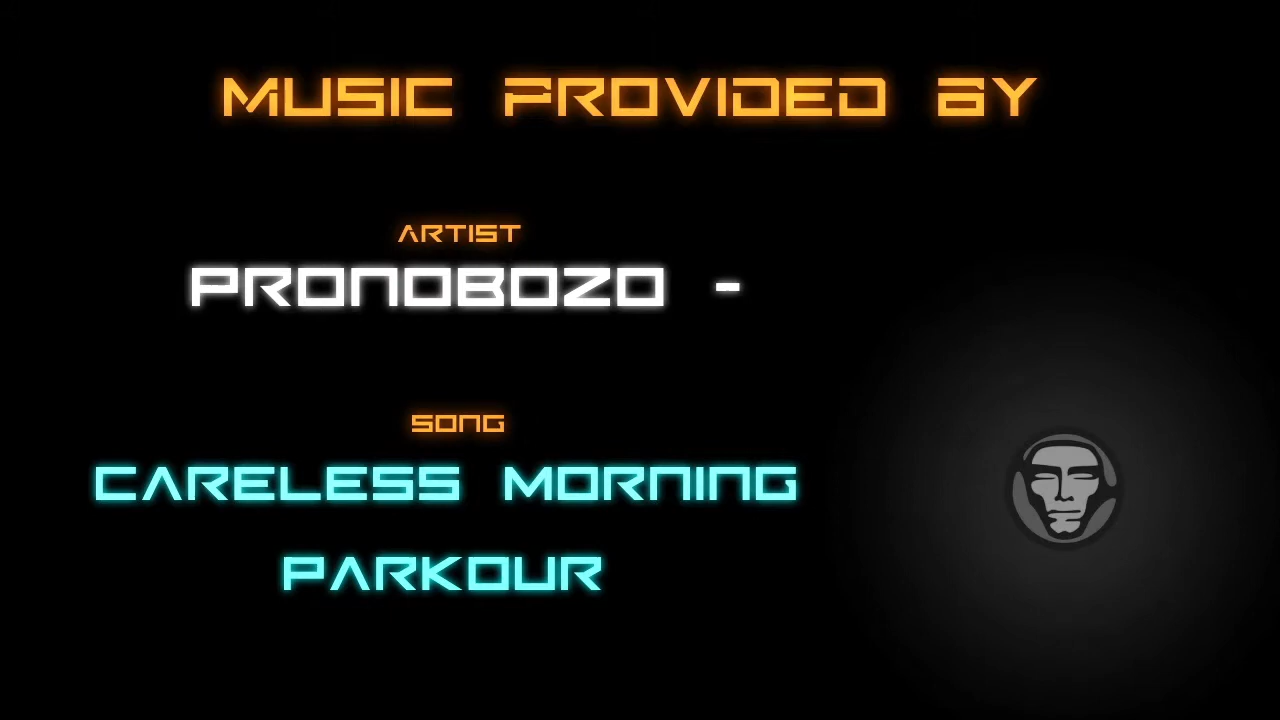 MUSIC PROVIDED BY
ARTIST
PRONOBOZO -
SONG
CARELESS MORNING
PARKOUR